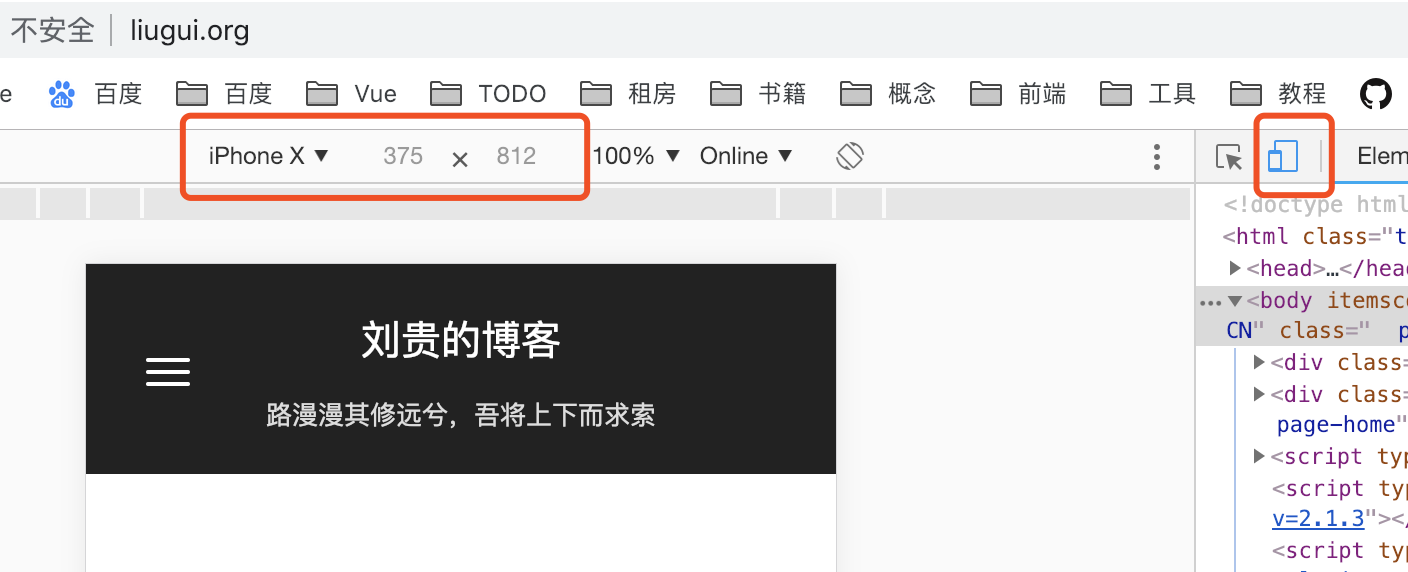 不安全 | liugui.org
e 百度 百度 Vue TODO 租房 书籍 概念 前端 工具 教程
iPhone X ▼ 375 × 812 100% ▼ Online ▼ Elem
<!doctype html
<html class="t
▶<head>…</hea
…▼<body itemsc
CN" class=" p
▶<div class=
▶<div class=
page-home"
▶<script typ
<script typ
v=2.1.3"></
<script typ
刘贵的博客
路漫漫其修远兮，吾将上下而求索